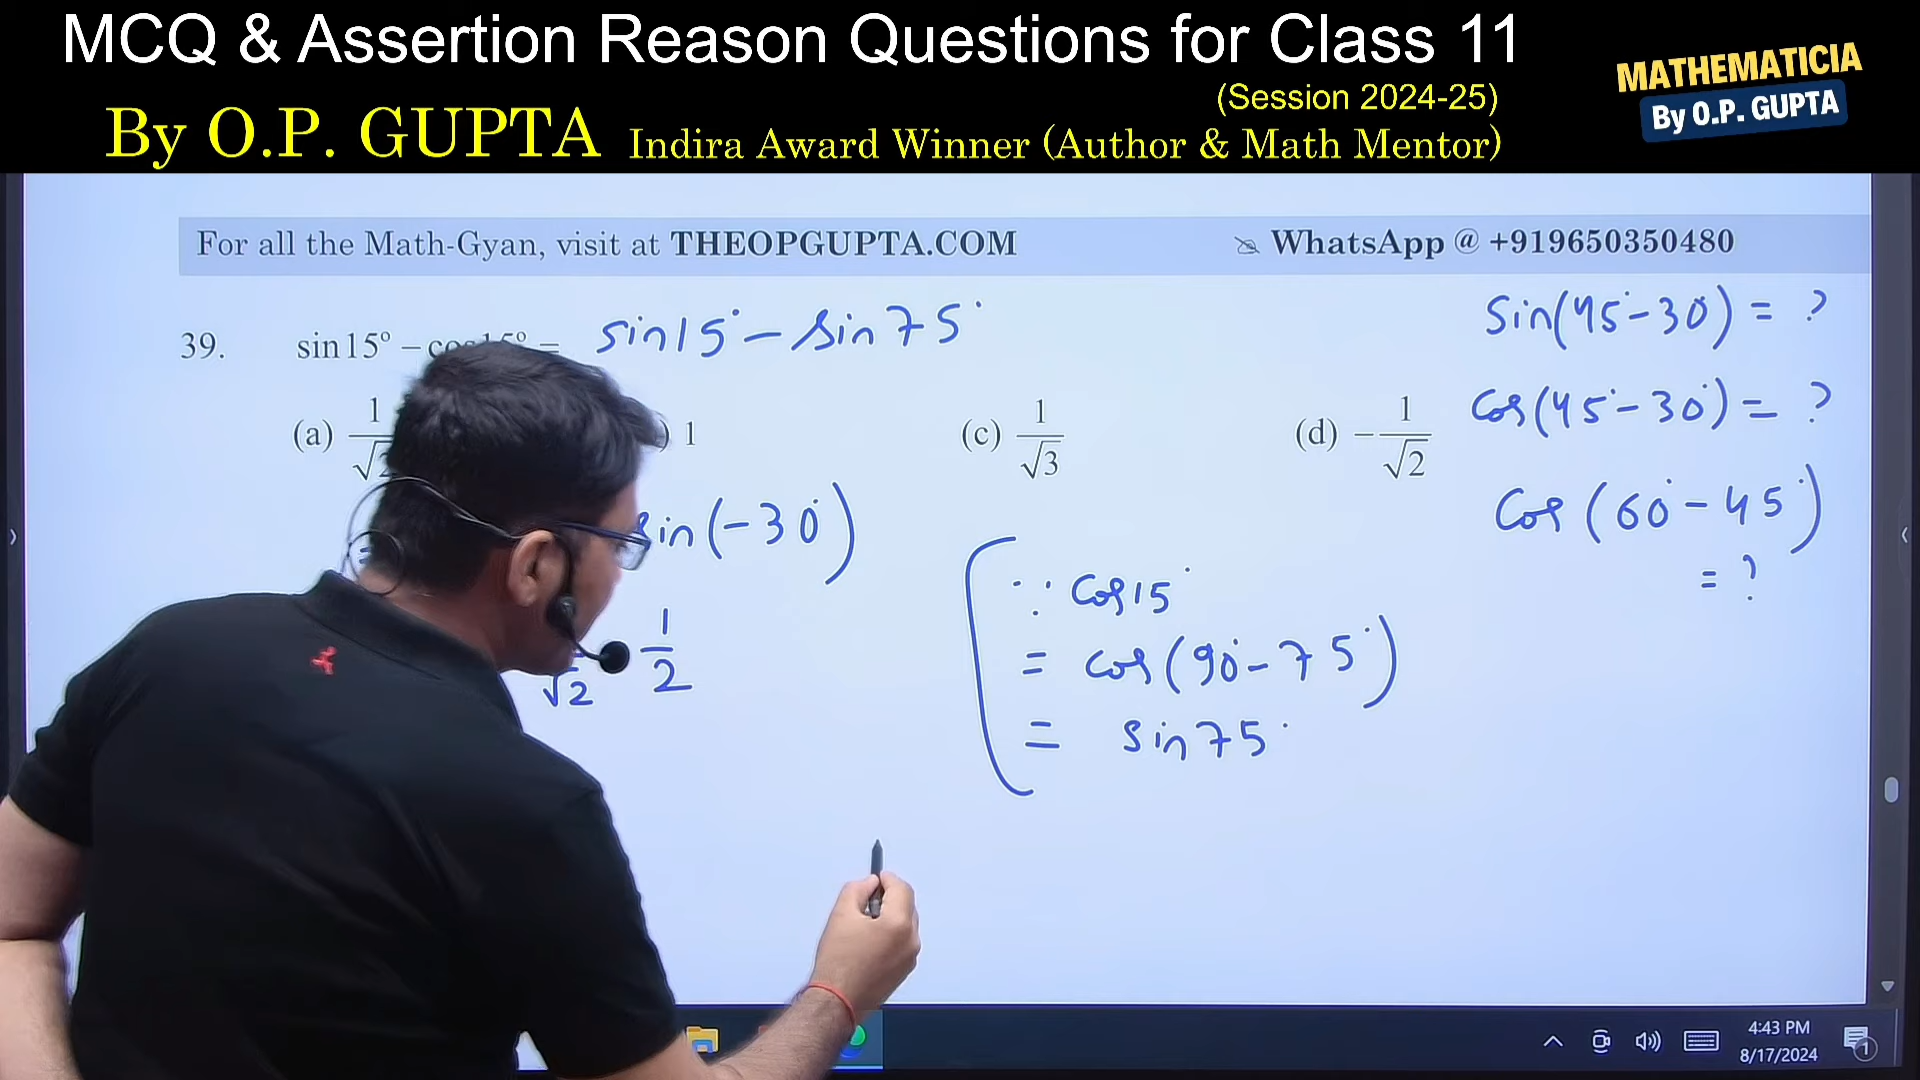 MCQ & Assertion Reason Questions for Class 11
(Session 2024-25)
By O.P. GUPTA Indira Award Winner (Author & Math Mentor)
MATHEMATICIA
By O.P. GUPTA
For all the Math-Gyan, visit at THEOPGUPTA.COM WhatsApp @ +919650350480
39. sin15° – cos15° = sin15° – sin75°
(a) 1/√2 1 (c) 1/√3 (d) –1/√2
sin(–30°)
√2 1/2
∵ cos15°
= cos(90°–75°)
= sin75°
sin(45°–30°) = ?
cos(45°–30°) = ?
cos(60°–45°)
= ?
4:43 PM
8/17/2024
1